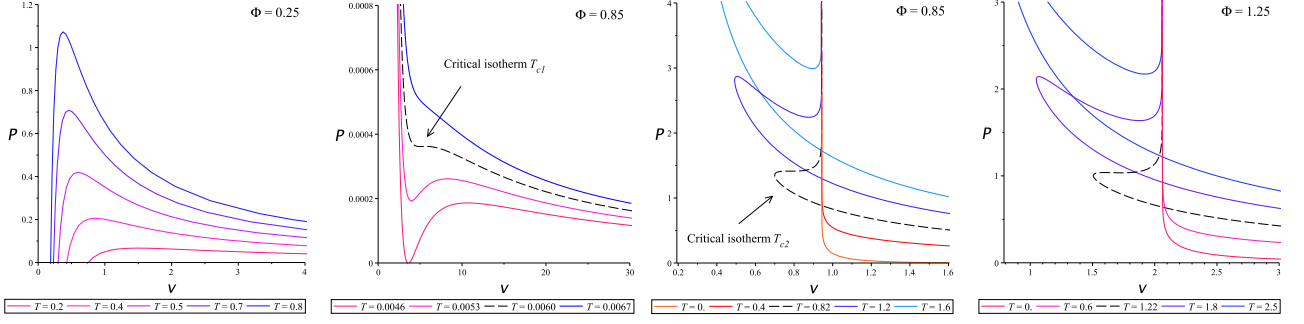 Φ = 0.25
P
1.2
1
0.8
0.6
0.4
0.2
0
0 1 2 3 4
v
T = 0.2 T = 0.4 T = 0.5 T = 0.7 T = 0.8
Φ = 0.85
Critical isotherm Tc1
P
0.0008
0.0006
0.0004
0.0002
0
0 10 20 30
v
T = 0.0046 T = 0.0053 T = 0.0060 T = 0.0067
Φ = 0.85
Critical isotherm Tc2
P
4
3
2
1
0
0.2 0.4 0.6 0.8 1.0 1.2 1.4 1.6
v
T = 0. T = 0.4 T = 0.82 T = 1.2 T = 1.6
Φ = 1.25
P
3
2
1
0
1 1.5 2 2.5 3
v
T = 0. T = 0.6 T = 1.22 T = 1.8 T = 2.5